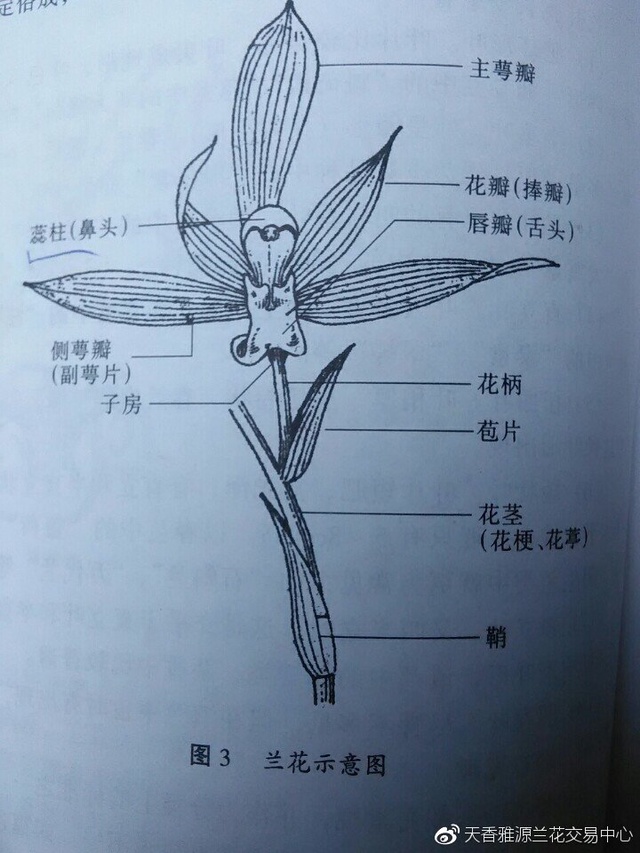 定俗成，
主萼瓣
花瓣(捧瓣)
唇瓣(舌头)
蕊柱(鼻头)
侧萼瓣
(副萼片)
子房
花柄
苞片
花茎
(花梗、花葶)
鞘
图3 兰花示意图
天香雅源兰花交易中心